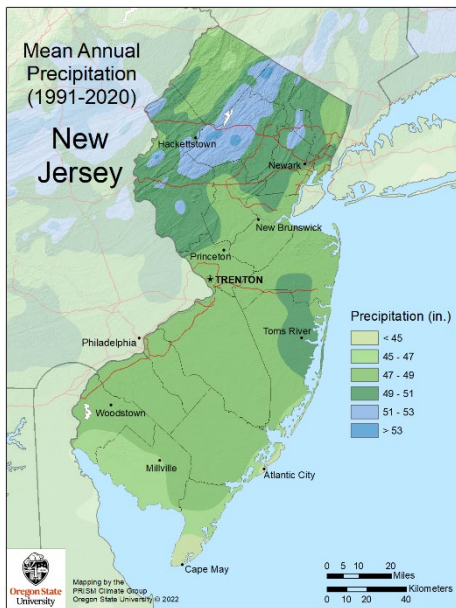 Mean Annual
Precipitation
(1991-2020)
New
Jersey
Hackettstown
Newark
New Brunswick
Princeton
TRENTON
Philadelphia
Toms River
Woodstown
Millville
Atlantic City
Cape May
Precipitation (in.)
< 45
45 - 47
47 - 49
49 - 51
51 - 53
> 53
Oregon State
University
Mapping by the
PRISM Climate Group
Oregon State University © 2022
0 5 10 20
Miles
Kilometers
0 10 20 40